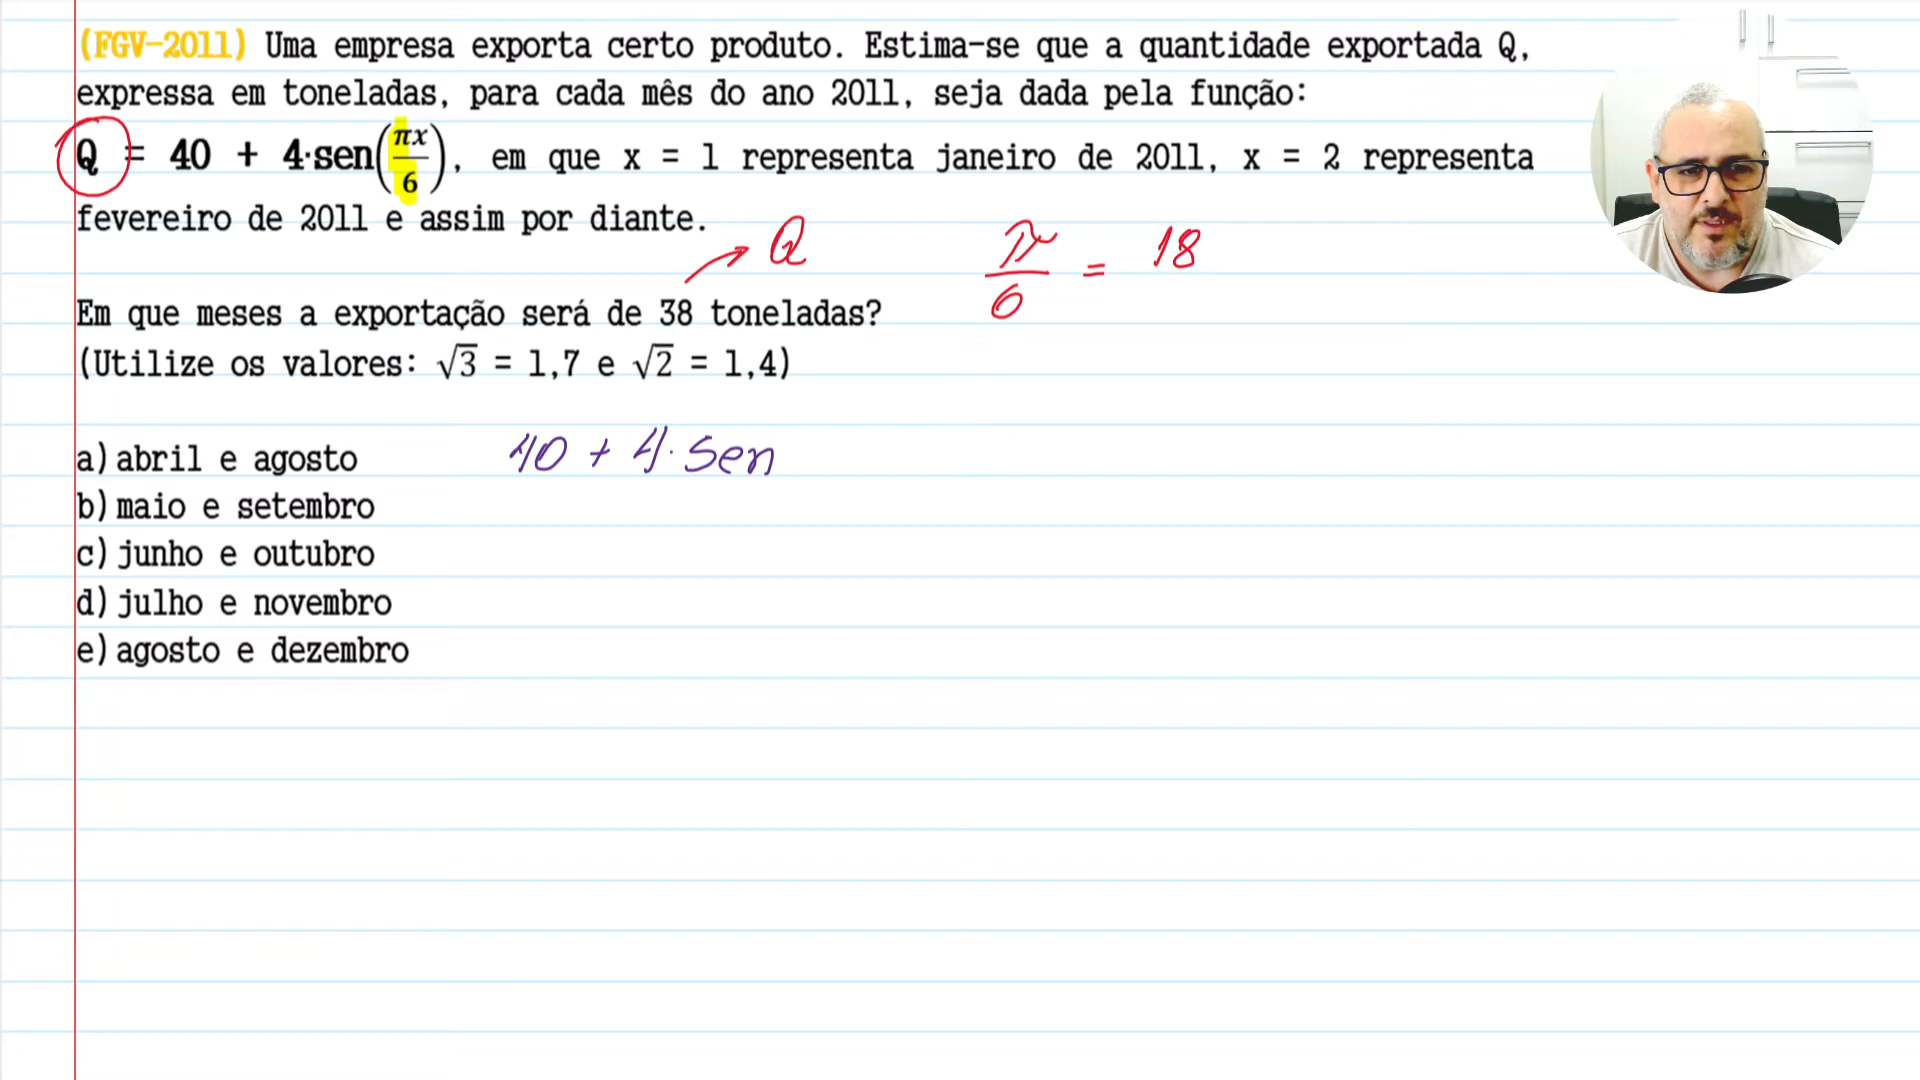 (FGV-2011) Uma empresa exporta certo produto. Estima-se que a quantidade exportada Q,
expressa em toneladas, para cada mês do ano 2011, seja dada pela função:
Q = 40 + 4·sen(πx/6), em que x = 1 representa janeiro de 2011, x = 2 representa
fevereiro de 2011 e assim por diante.
Q
π/6 = 18
Em que meses a exportação será de 38 toneladas?
(Utilize os valores: √3 = 1,7 e √2 = 1,4)
a) abril e agosto
40 + 4·sen
b) maio e setembro
c) junho e outubro
d) julho e novembro
e) agosto e dezembro